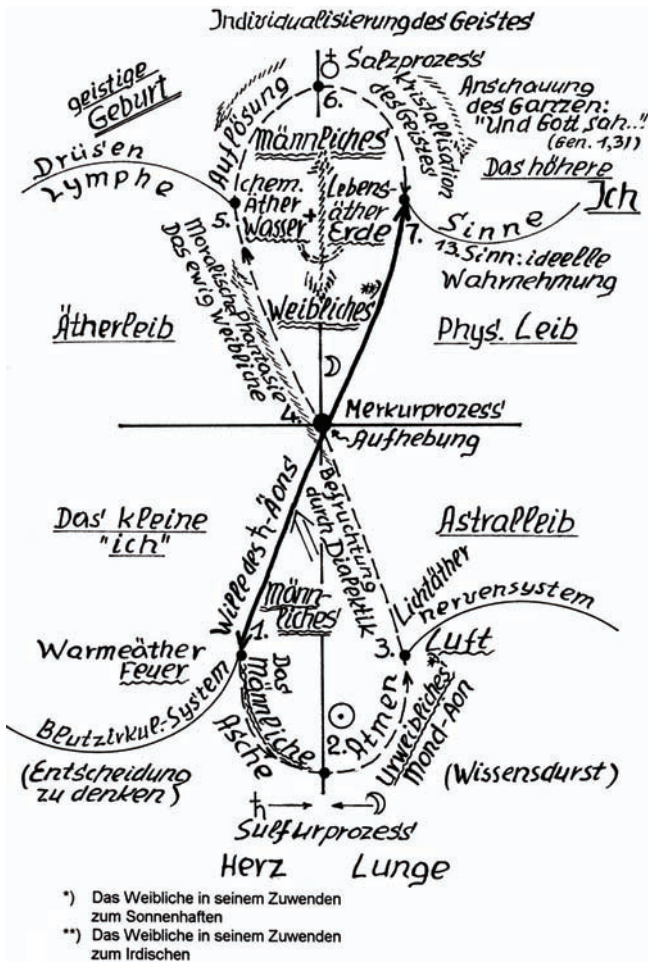 Individualisierung des Geistes
♁ Salzprozess
6.
geistige
Geburt
Auflösung
Kristallisation
des Geistes
Anschauung
des Ganzen:
"Und Gott sah..."
(Gen. 1,31)
Männliches
Drüsen
Lymphe
chem.
Äther
Wasser
+
Lebens-
äther
Erde
Das höhere
Ich
5.
7.
Sinne
13. Sinn: ideelle
Wahrnehmung
Moralische Phantasie
Das ewig Weibliche
Weibliches **)
Ätherleib
Phys. Leib
☽
4.
Merkurprozess
Aufhebung
Das kleine
"ich"
Wille des ♄-Äons
Befruchtung
durch Dialektik
Astralleib
Männ-
liches
Lichtäther
Nervensystem
1.
3.
Luft
Warmeäther
Feuer
Blutzirkul.-System
Das Männliche
Asche
☉
2.
Atmen
Urweibliches *)
Mond-Aon
(Entscheidung
zu denken)
(Wissensdurst)
♄ → ← ☽
Sulfurprozess
Herz Lunge
*) Das Weibliche in seinem Zuwenden
zum Sonnenhaften
**) Das Weibliche in seinem Zuwenden
zum Irdischen